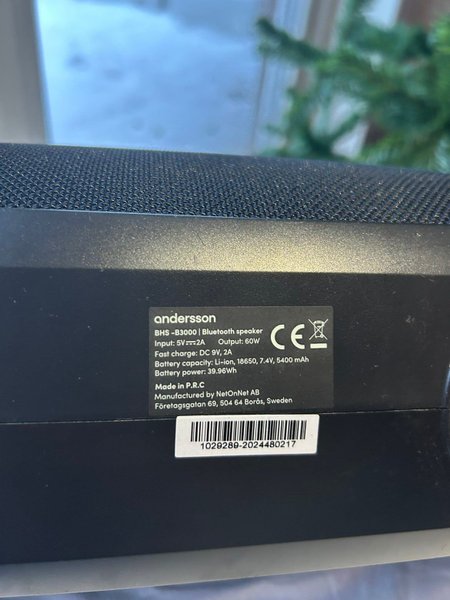 andersson
BHS -B3000 | Bluetooth speaker
Input: 5V⎓2A Output: 60W
Fast charge: DC 9V, 2A
Battery capacity: Li-ion, 18650, 7.4V, 5400 mAh
Battery power: 39.96Wh
Made in P.R.C
Manufactured by NetOnNet AB
Företagsgatan 69, 504 64 Borås, Sweden
CE
1029289-2024480217